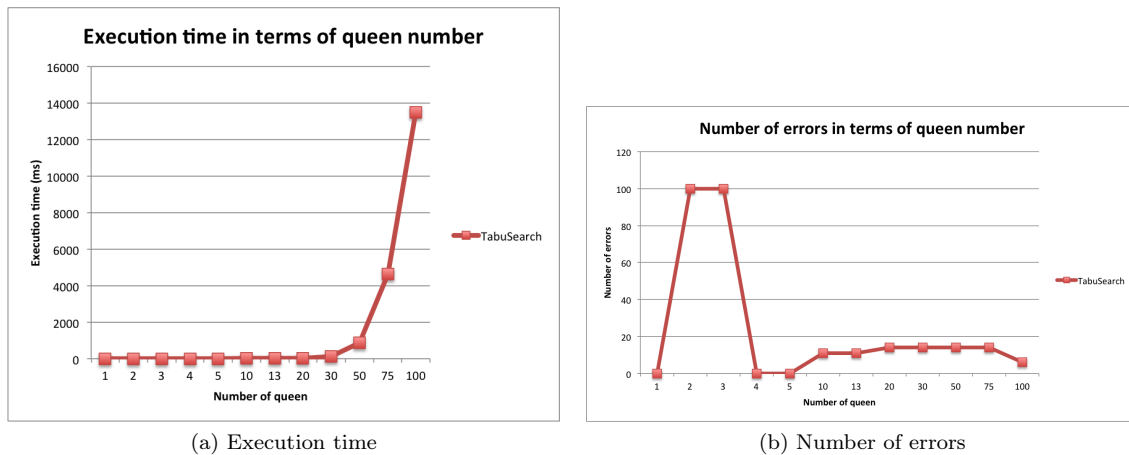 Execution time in terms of queen number
16000
14000
12000
10000
8000
6000
4000
2000
0
Execution time (ms)
1 2 3 4 5 10 13 20 30 50 75 100
Number of queen
TabuSearch
(a) Execution time
Number of errors in terms of queen number
120
100
80
60
40
20
0
Number of errors
1 2 3 4 5 10 13 20 30 50 75 100
Number of queen
TabuSearch
(b) Number of errors